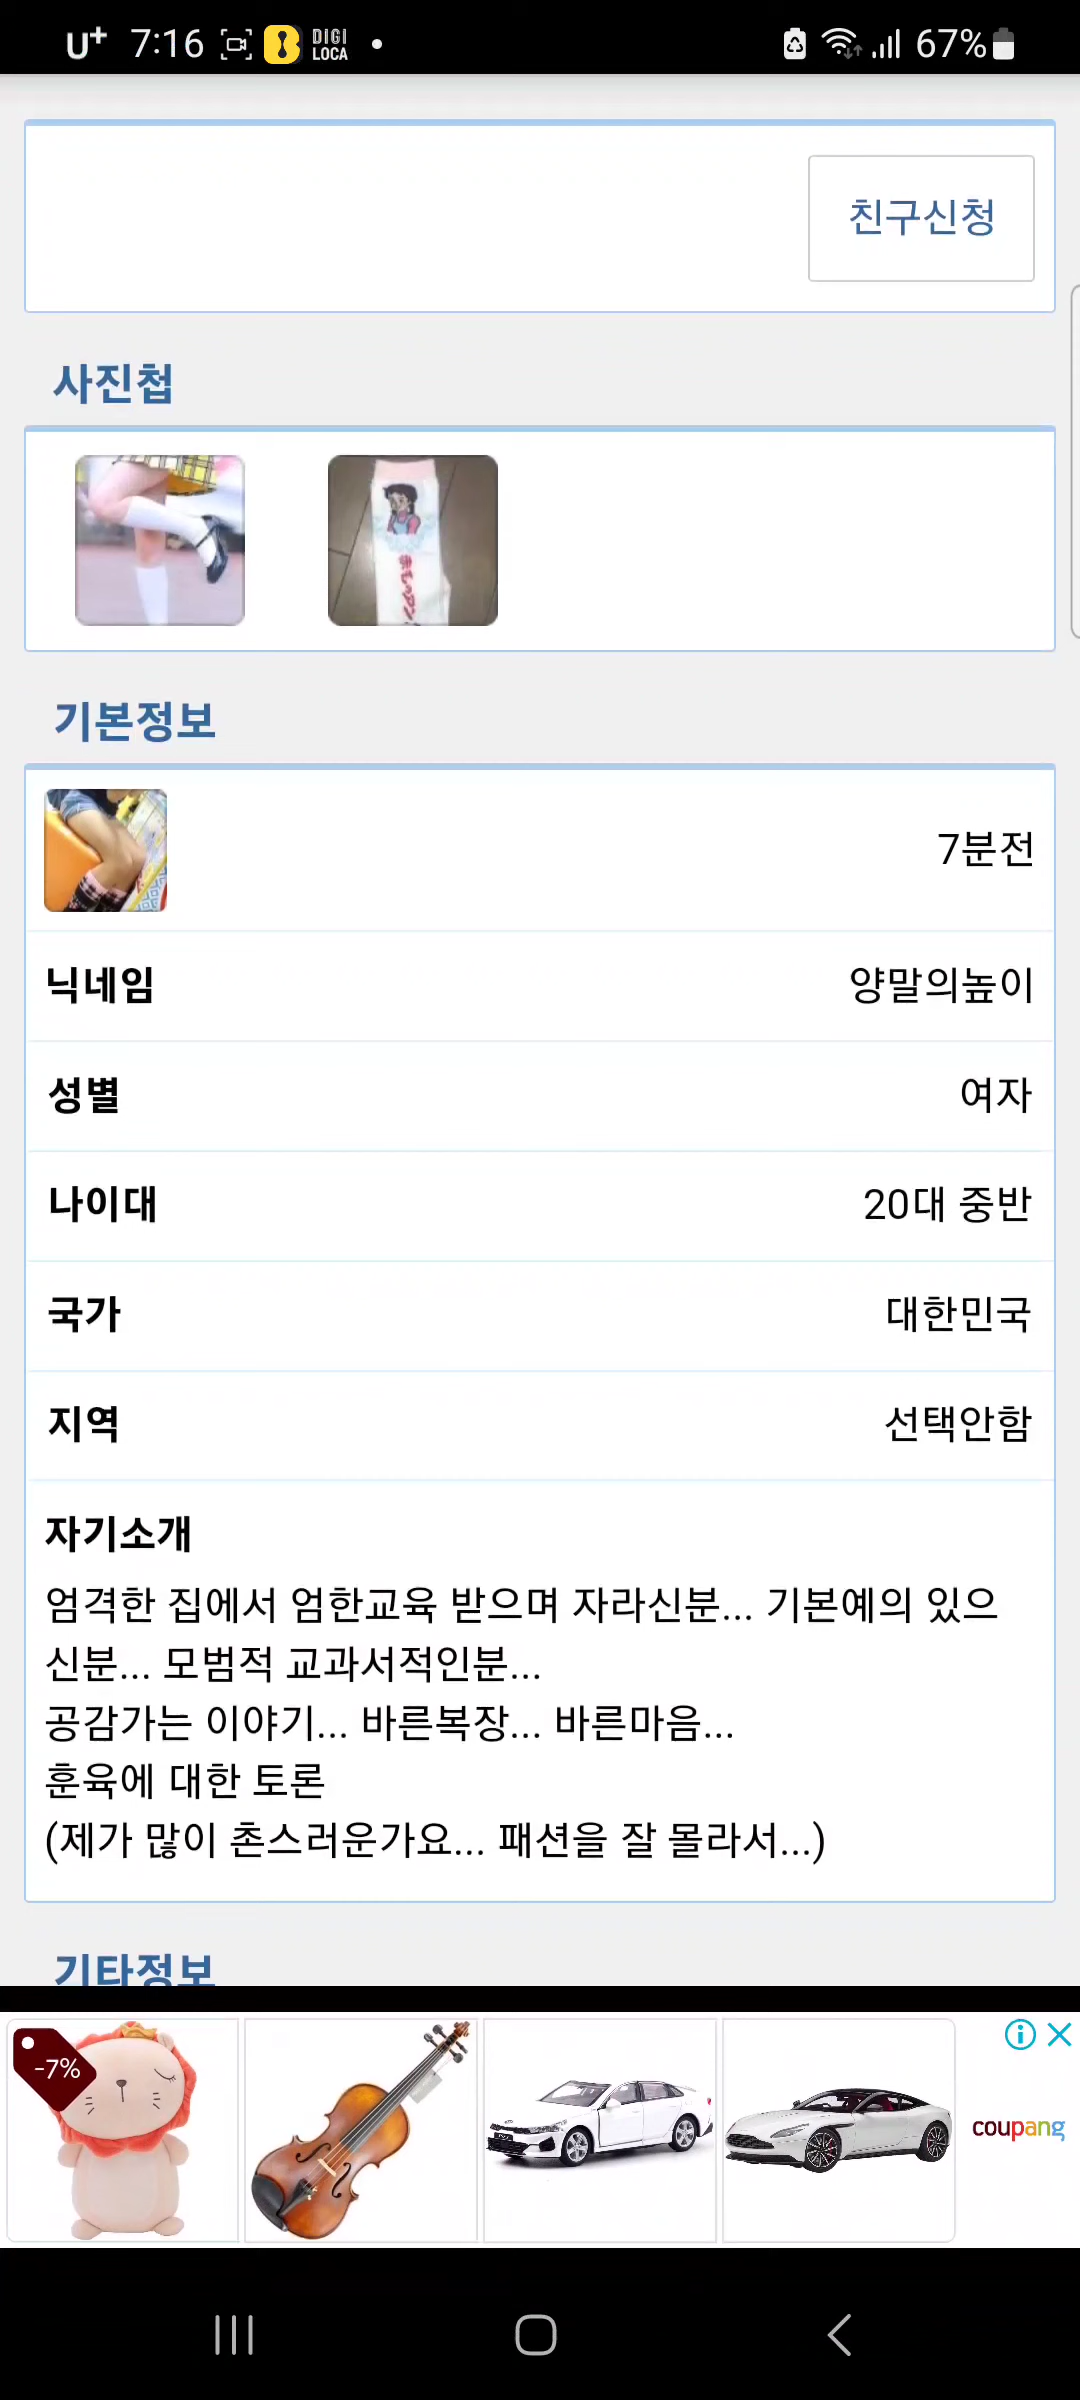 U+ 7:16 DIGI LOCA 67%
친구신청
사진첩
기본정보
7분전
닉네임 양말의높이
성별 여자
나이대 20대 중반
국가 대한민국
지역 선택안함
자기소개
엄격한 집에서 엄한교육 받으며 자라신분... 기본예의 있으
신분... 모범적 교과서적인분...
공감가는 이야기... 바른복장... 바른마음...
훈육에 대한 토론
(제가 많이 촌스러운가요... 패션을 잘 몰라서...)
기타정보
-7%
coupang